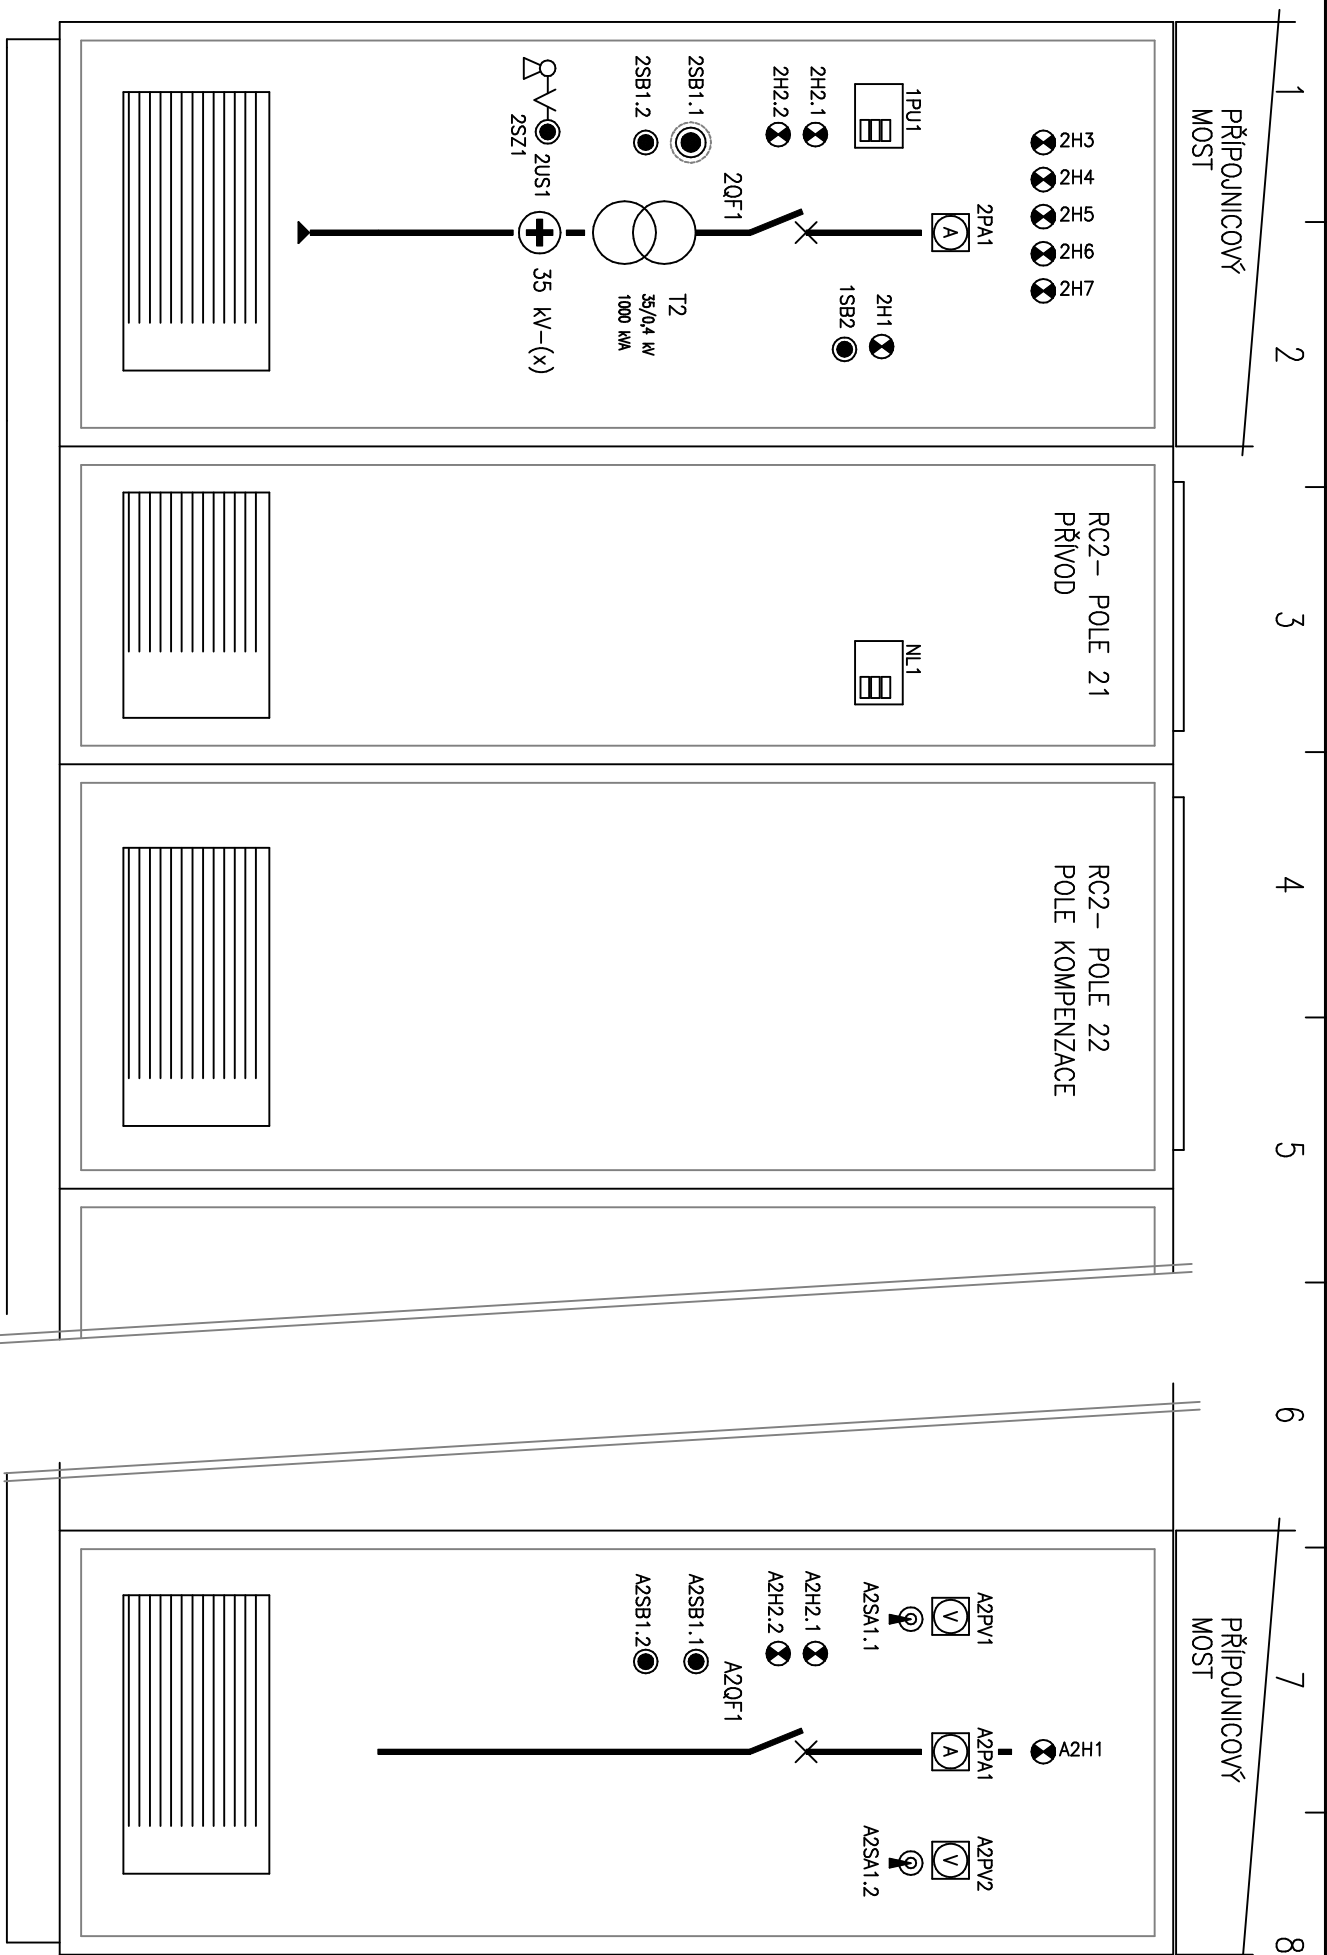 1
2
3
4
5
6
7
8
PŘÍPOJNICOVÝ
MOST
2H3
2H4
2H5
2H6
2H7
2PA1
A
1PU1
2H2.1
2H2.2
2H1
1SB2
2QF1
2SB1.1
2SB1.2
T2
35/0,4 kV
1000 kVA
2US1
2SZ1
35 kV-(x)
RC2- POLE 21
PŘÍVOD
NL1
RC2- POLE 22
POLE KOMPENZACE
PŘÍPOJNICOVÝ
MOST
A2H1
A2PV1
V
A2PA1
A
A2PV2
V
A2SA1.1
A2SA1.2
A2H2.1
A2H2.2
A2QF1
A2SB1.1
A2SB1.2